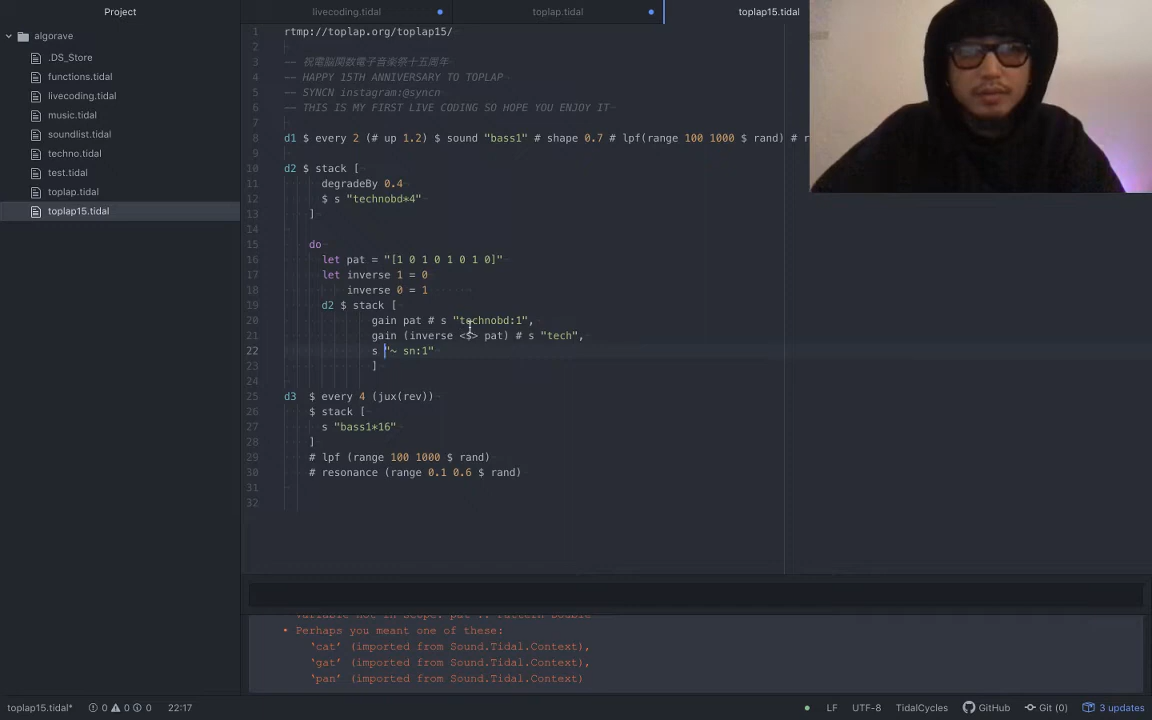 Project
livecoding.tidal
toplap.tidal
toplap15.tidal
algorave
.DS_Store
functions.tidal
livecoding.tidal
music.tidal
soundlist.tidal
techno.tidal
test.tidal
toplap.tidal
toplap15.tidal
1 rtmp://toplap.org/toplap15/
2
3 -- 祝電脳関数電子音楽祭十五周年
4 -- HAPPY 15TH ANNIVERSARY TO TOPLAP
5 -- SYNCN instagram:@syncn
6 -- THIS IS MY FIRST LIVE CODING SO HOPE YOU ENJOY IT
7
8 d1 $ every 2 (# up 1.2) $ sound "bass1" # shape 0.7 # lpf(range 100 1000 $ rand) # r
9
10 d2 $ stack [
11 degradeBy 0.4
12 $ s "technobd*4"
13 ]
14
15 do
16 let pat = "[1 0 1 0 1 0 1 0]"
17 let inverse 1 = 0
18 inverse 0 = 1
19 d2 $ stack [
20 gain pat # s "technobd:1",
21 gain (inverse <$> pat) # s "tech",
22 s "~ sn:1"
23 ]
24
25 d3 $ every 4 (jux(rev))
26 $ stack [
27 s "bass1*16"
28 ]
29 # lpf (range 100 1000 $ rand)
30 # resonance (range 0.1 0.6 $ rand)
31
32
Variable not in scope: pat :: Pattern Double
• Perhaps you meant one of these:
‘cat’ (imported from Sound.Tidal.Context),
‘gat’ (imported from Sound.Tidal.Context),
‘pan’ (imported from Sound.Tidal.Context)
toplap15.tidal* 0 0 0 22:17 LF UTF-8 TidalCycles GitHub Git (0) 3 updates